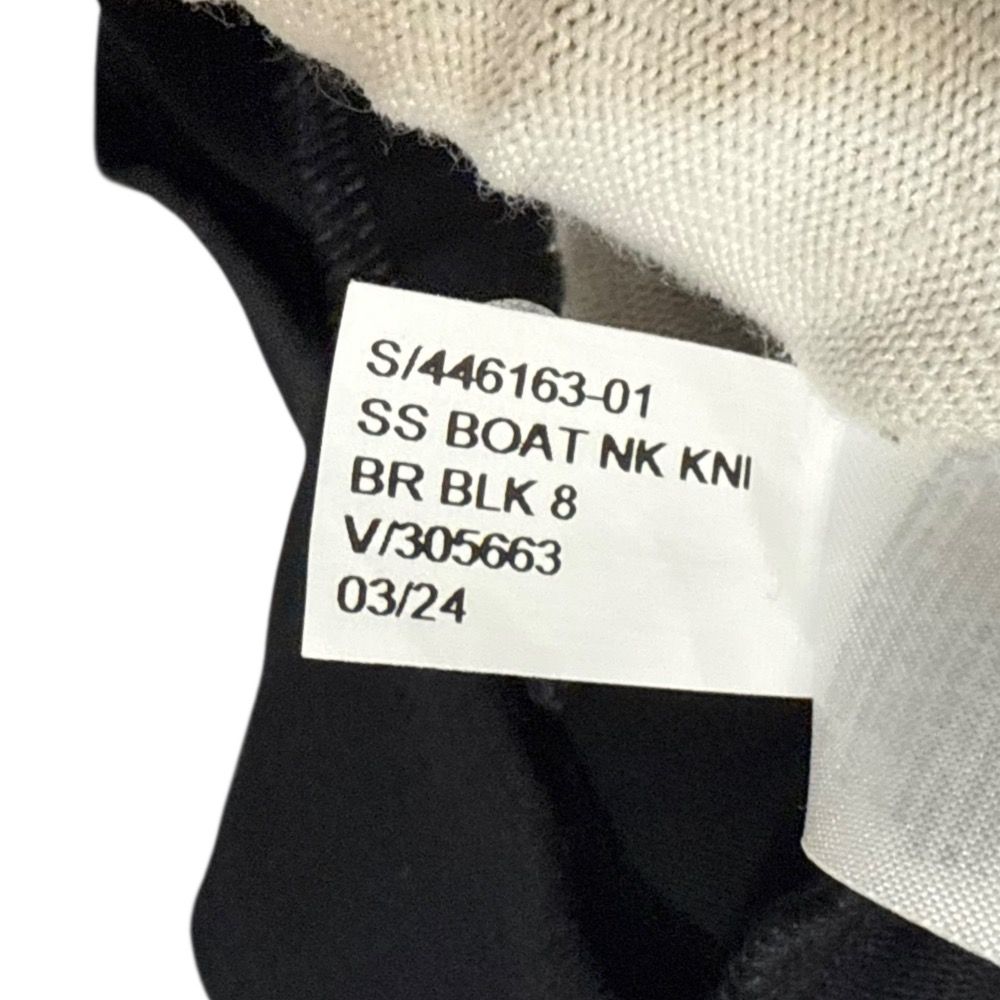 S/446163-01
SS BOAT NK KNI
BR BLK 8
V/305663
03/24